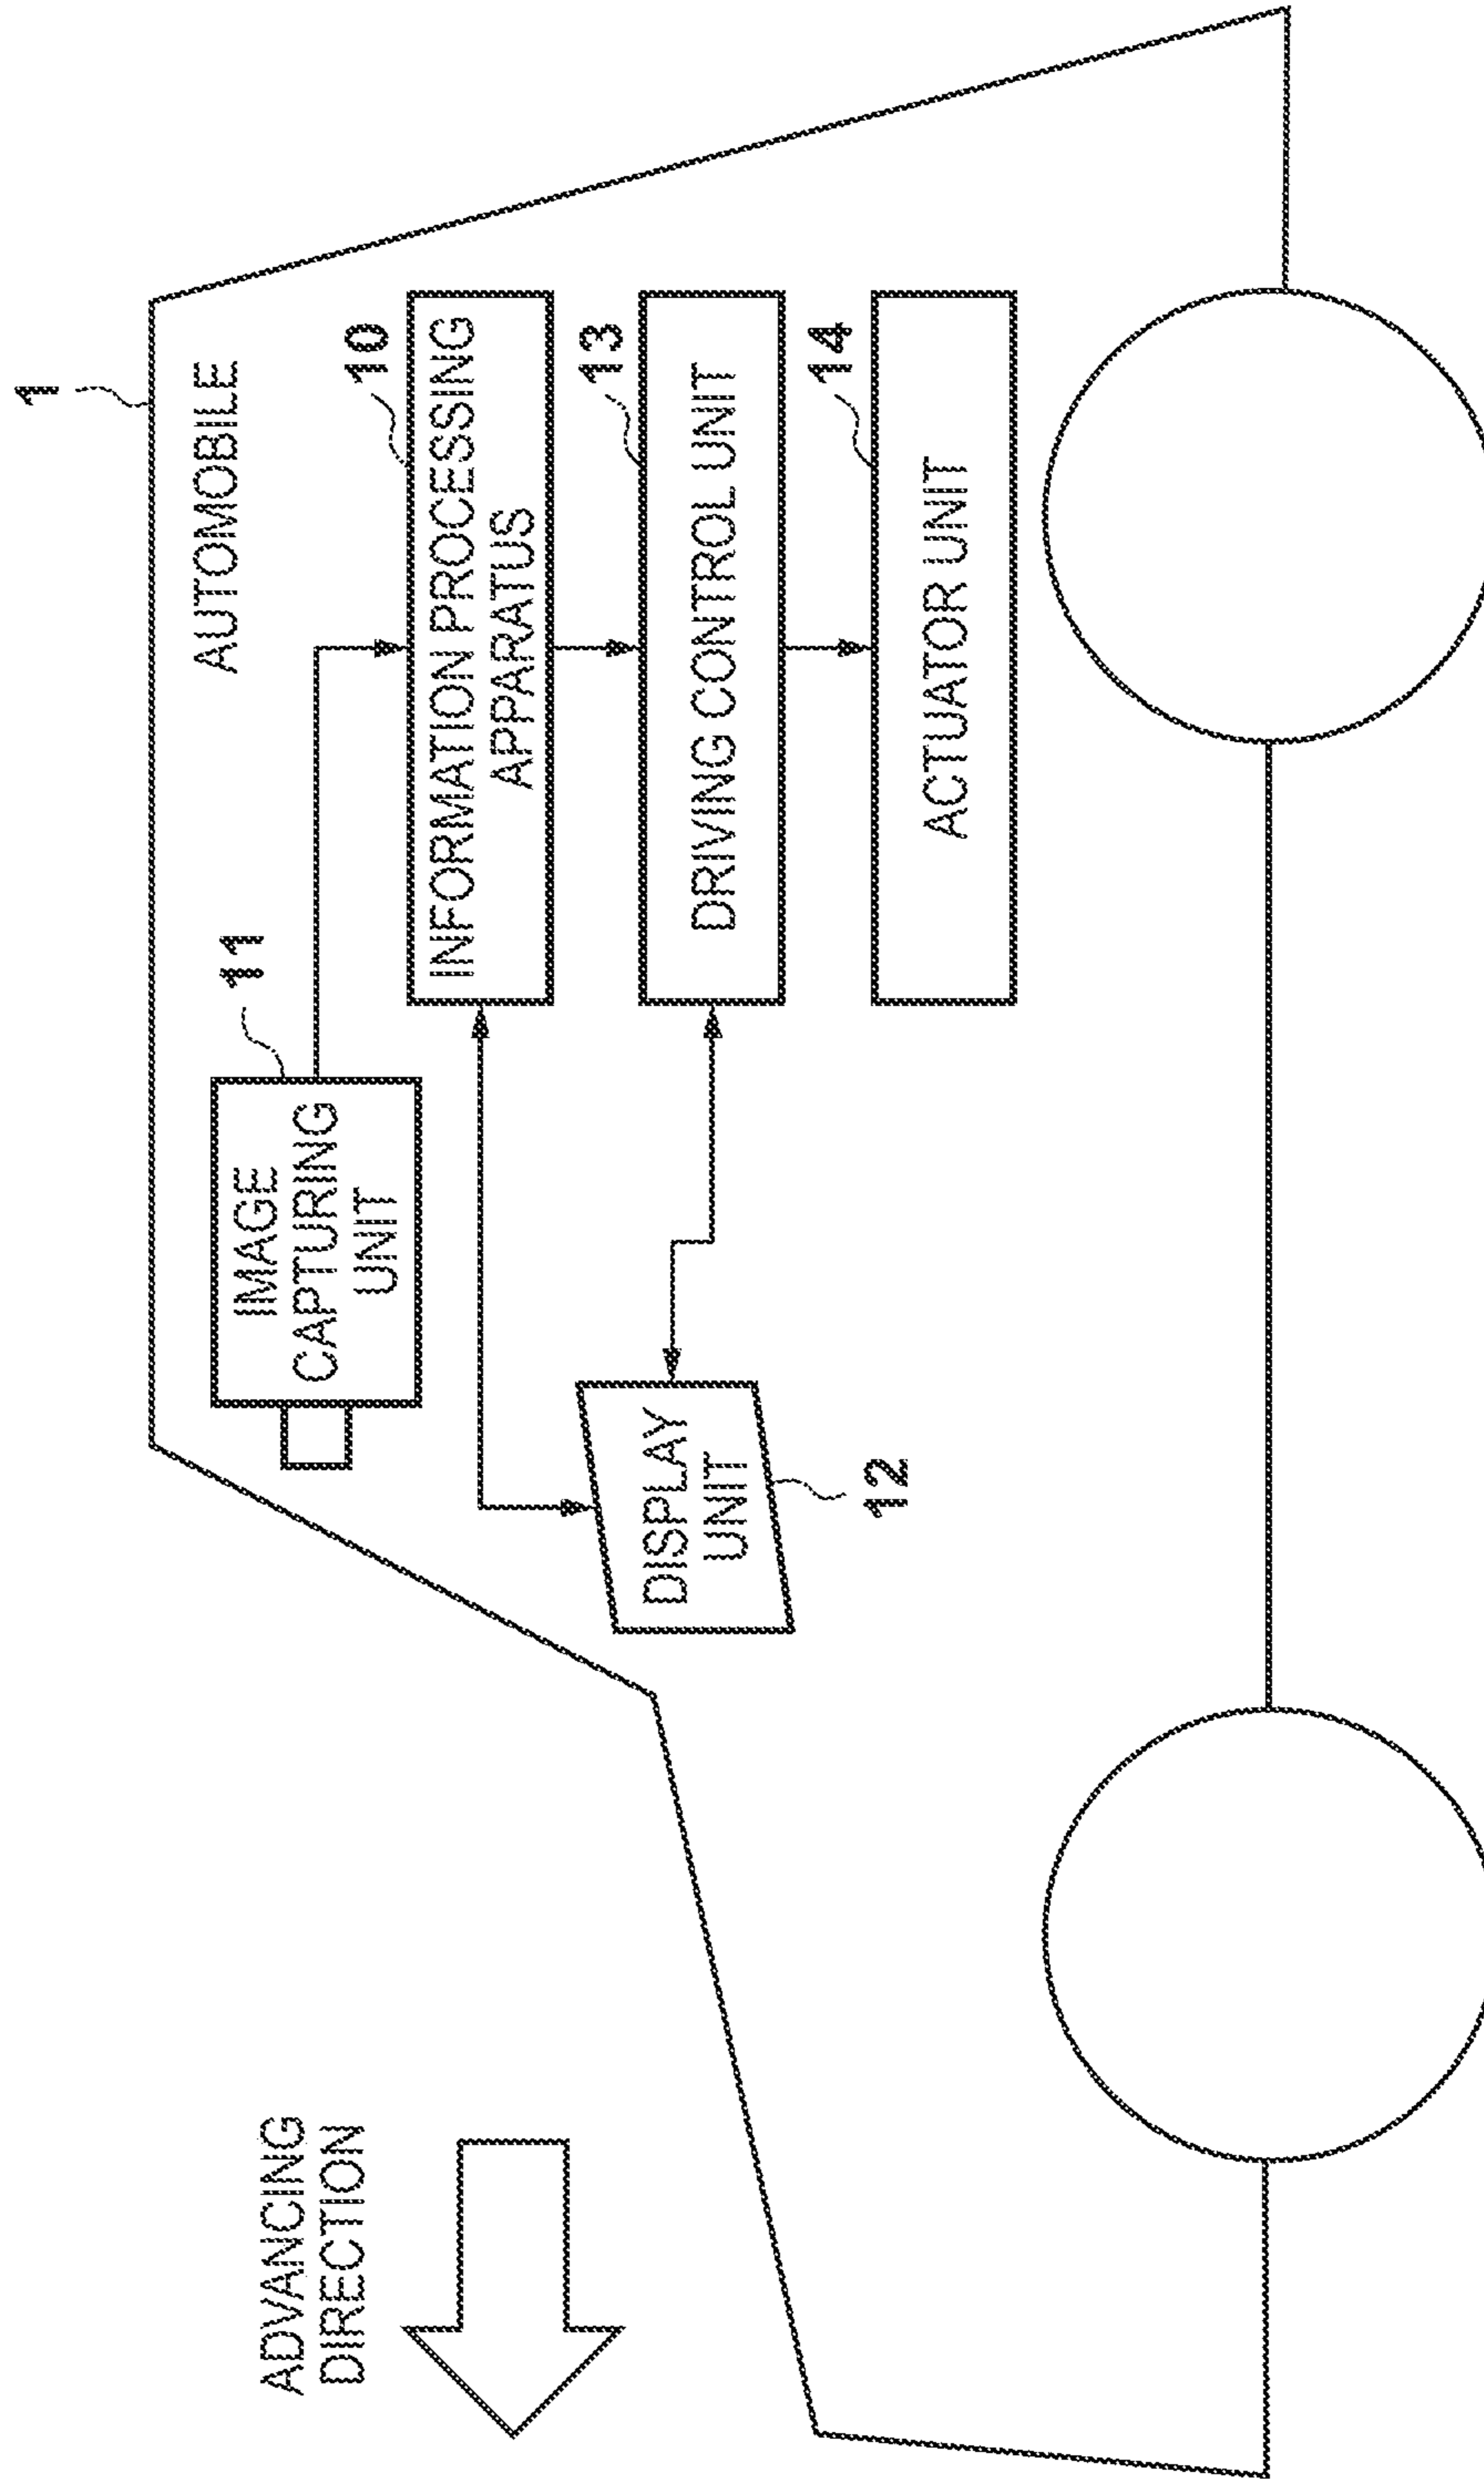 1
AUTOMOBILE
ADVANCING
DIRECTION
IMAGE
CAPTURING
UNIT
11
10
INFORMATION PROCESSING
APPARATUS
DISPLAY
UNIT
12
13
DRIVING CONTROL UNIT
14
ACTUATOR UNIT